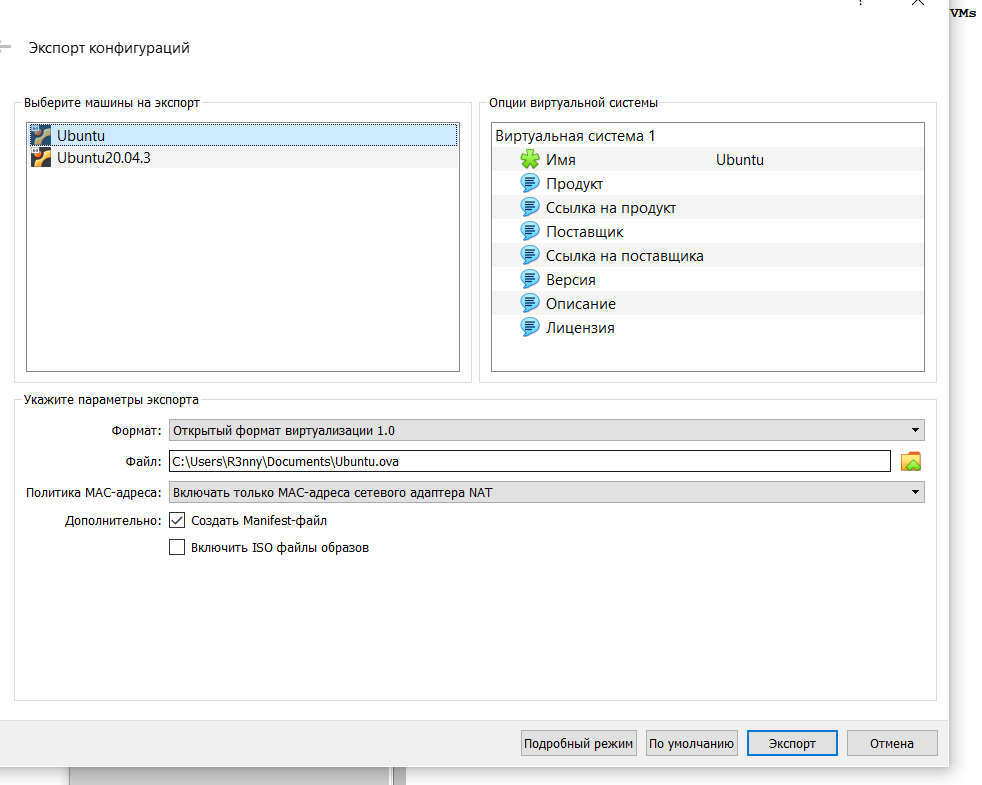 VMs
Экспорт конфигураций
Выберите машины на экспорт
Ubuntu
Ubuntu20.04.3
Опции виртуальной системы
Виртуальная система 1
Имя Ubuntu
Продукт
Ссылка на продукт
Поставщик
Ссылка на поставщика
Версия
Описание
Лицензия
Укажите параметры экспорта
Формат: Открытый формат виртуализации 1.0
Файл: C:\Users\R3nny\Documents\Ubuntu.ova
Политика MAC-адреса: Включать только MAC-адреса сетевого адаптера NAT
Дополнительно: Создать Manifest-файл
Включить ISO файлы образов
Подробный режим По умолчанию Экспорт Отмена